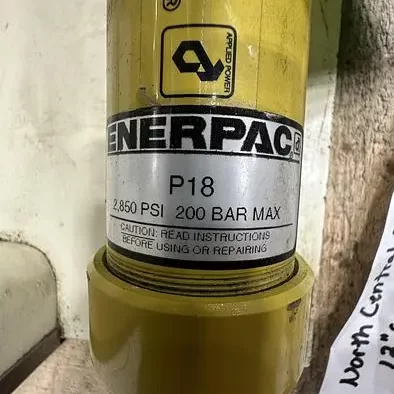 ®
APPLIED POWER
ENERPAC
P18
2,850 PSI 200 BAR MAX
CAUTION: READ INSTRUCTIONS
BEFORE USING OR REPAIRING
North Central